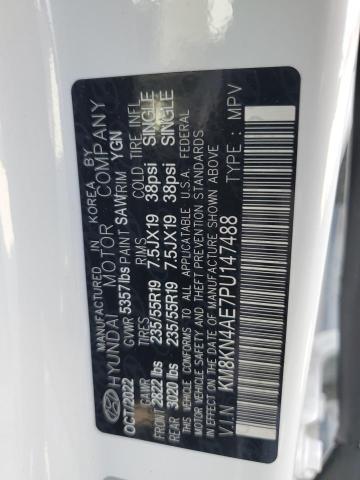 MANUFACTURED IN KOREA BY
HYUNDAI MOTOR COMPANY
OCT/2022 GVWR 5357lbs PAINT SAW TRIM YGN
GAWR TIRES RIMS COLD TIRE INFL
FRONT 2822 lbs 235/55R19 7.5JX19 38psi SINGLE
REAR 3020 lbs 235/55R19 7.5JX19 38psi SINGLE
THIS VEHICLE CONFORMS TO ALL APPLICABLE U.S.A. FEDERAL
MOTOR VEHICLE SAFETY, BUMPER, AND THEFT PREVENTION STANDARDS
IN EFFECT ON THE DATE OF MANUFACTURE SHOWN ABOVE.
V.I.N : KM8KN4AE7PU147488 TYPE : MPV